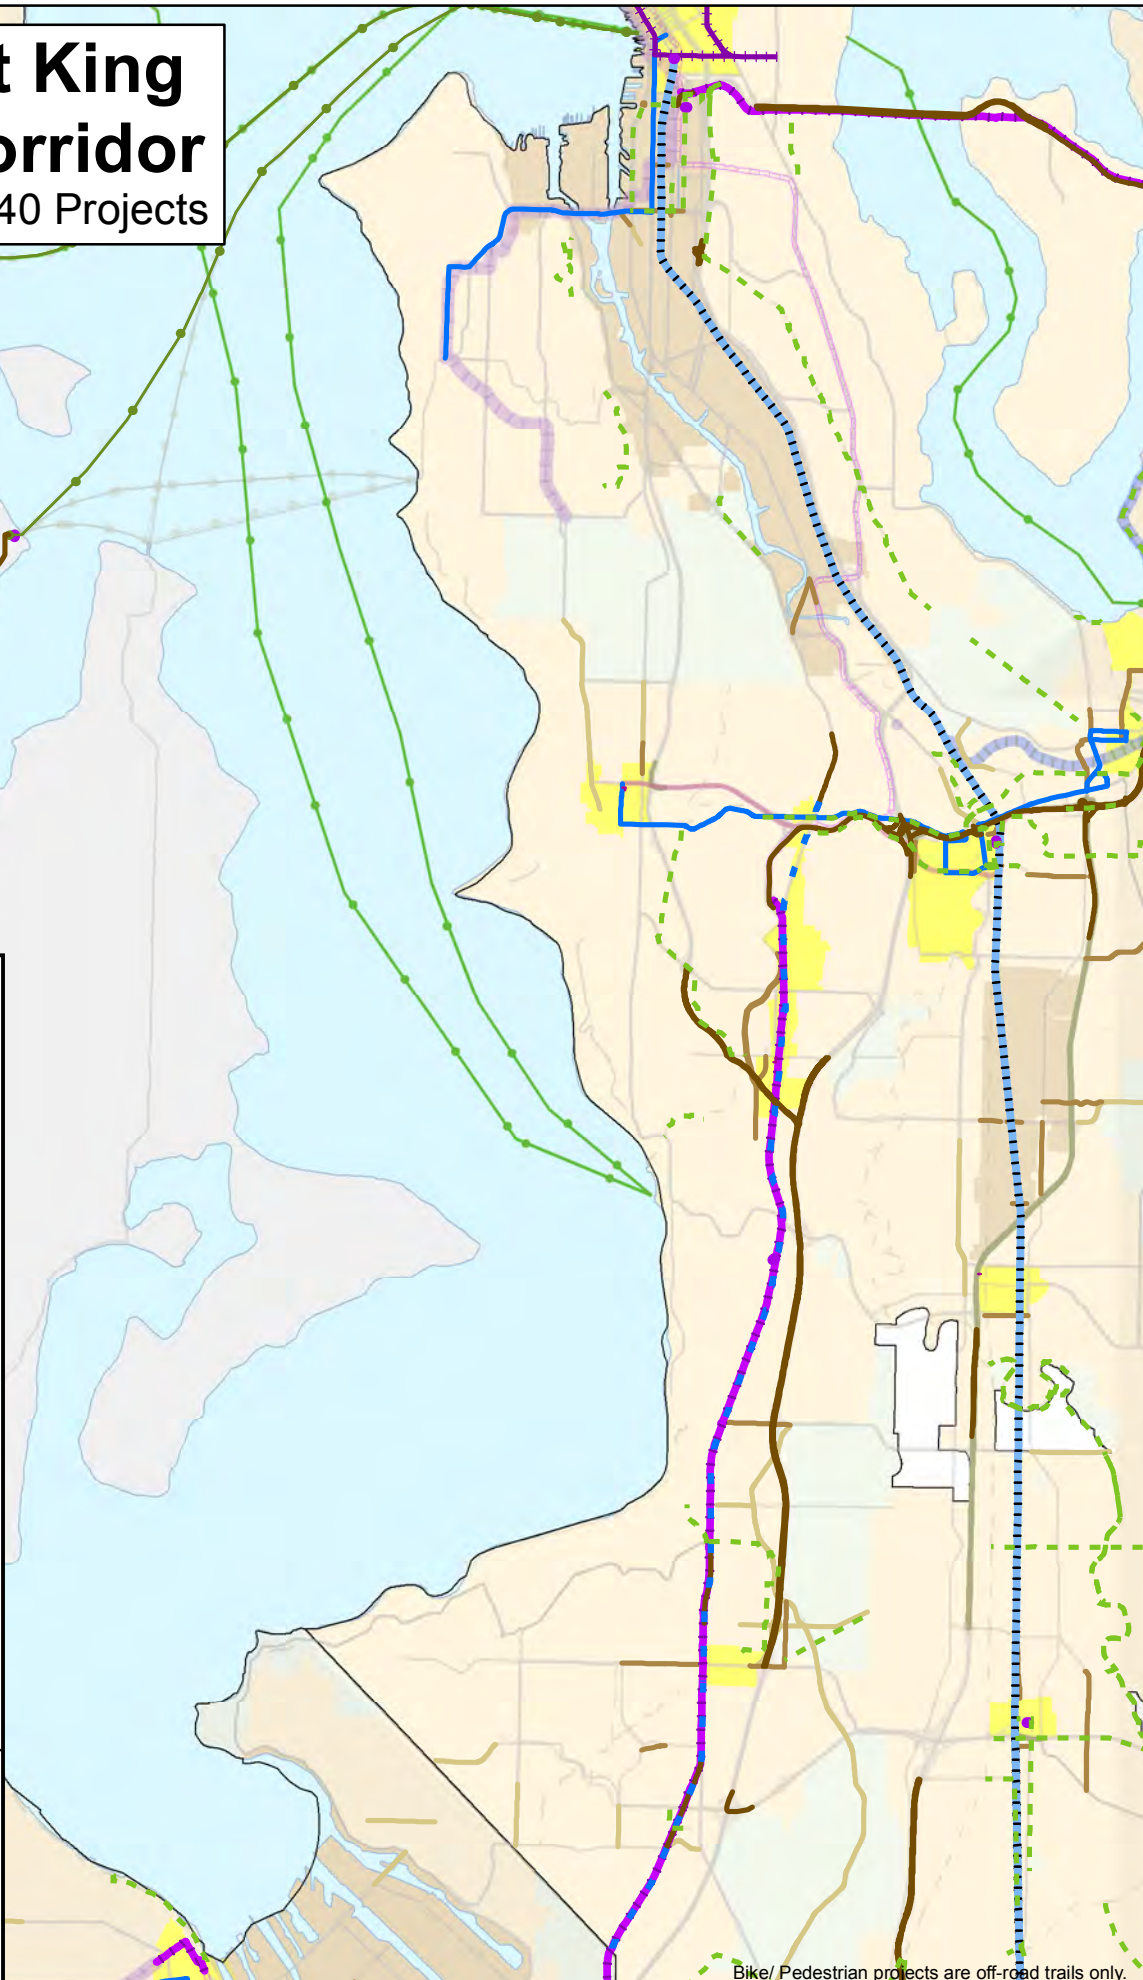 t King
orridor
40 Projects
Bike/ Pedestrian projects are off-road trails only.